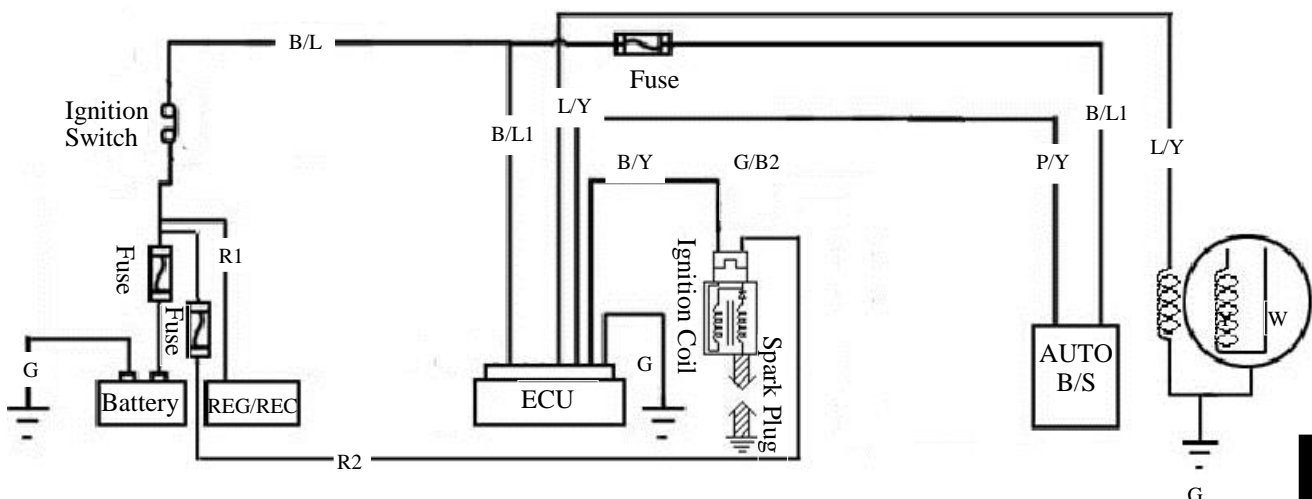 B/L
Fuse
Ignition
Switch
L/Y
B/L1
B/L1
L/Y
B/Y
G/B2
P/Y
Fuse
R1
Fuse
Ignition Coil
W
G
Battery
REG/REC
ECU
G
Spark Plug
AUTO
B/S
R2
G